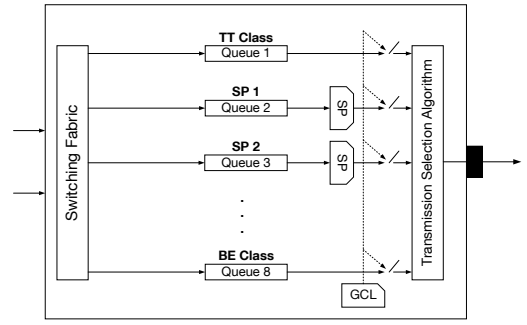 TT Class
Queue 1
SP 1
Queue 2
SP
SP 2
Queue 3
SP
BE Class
Queue 8
GCL
Switching Fabric
Transmission Selection Algorithm